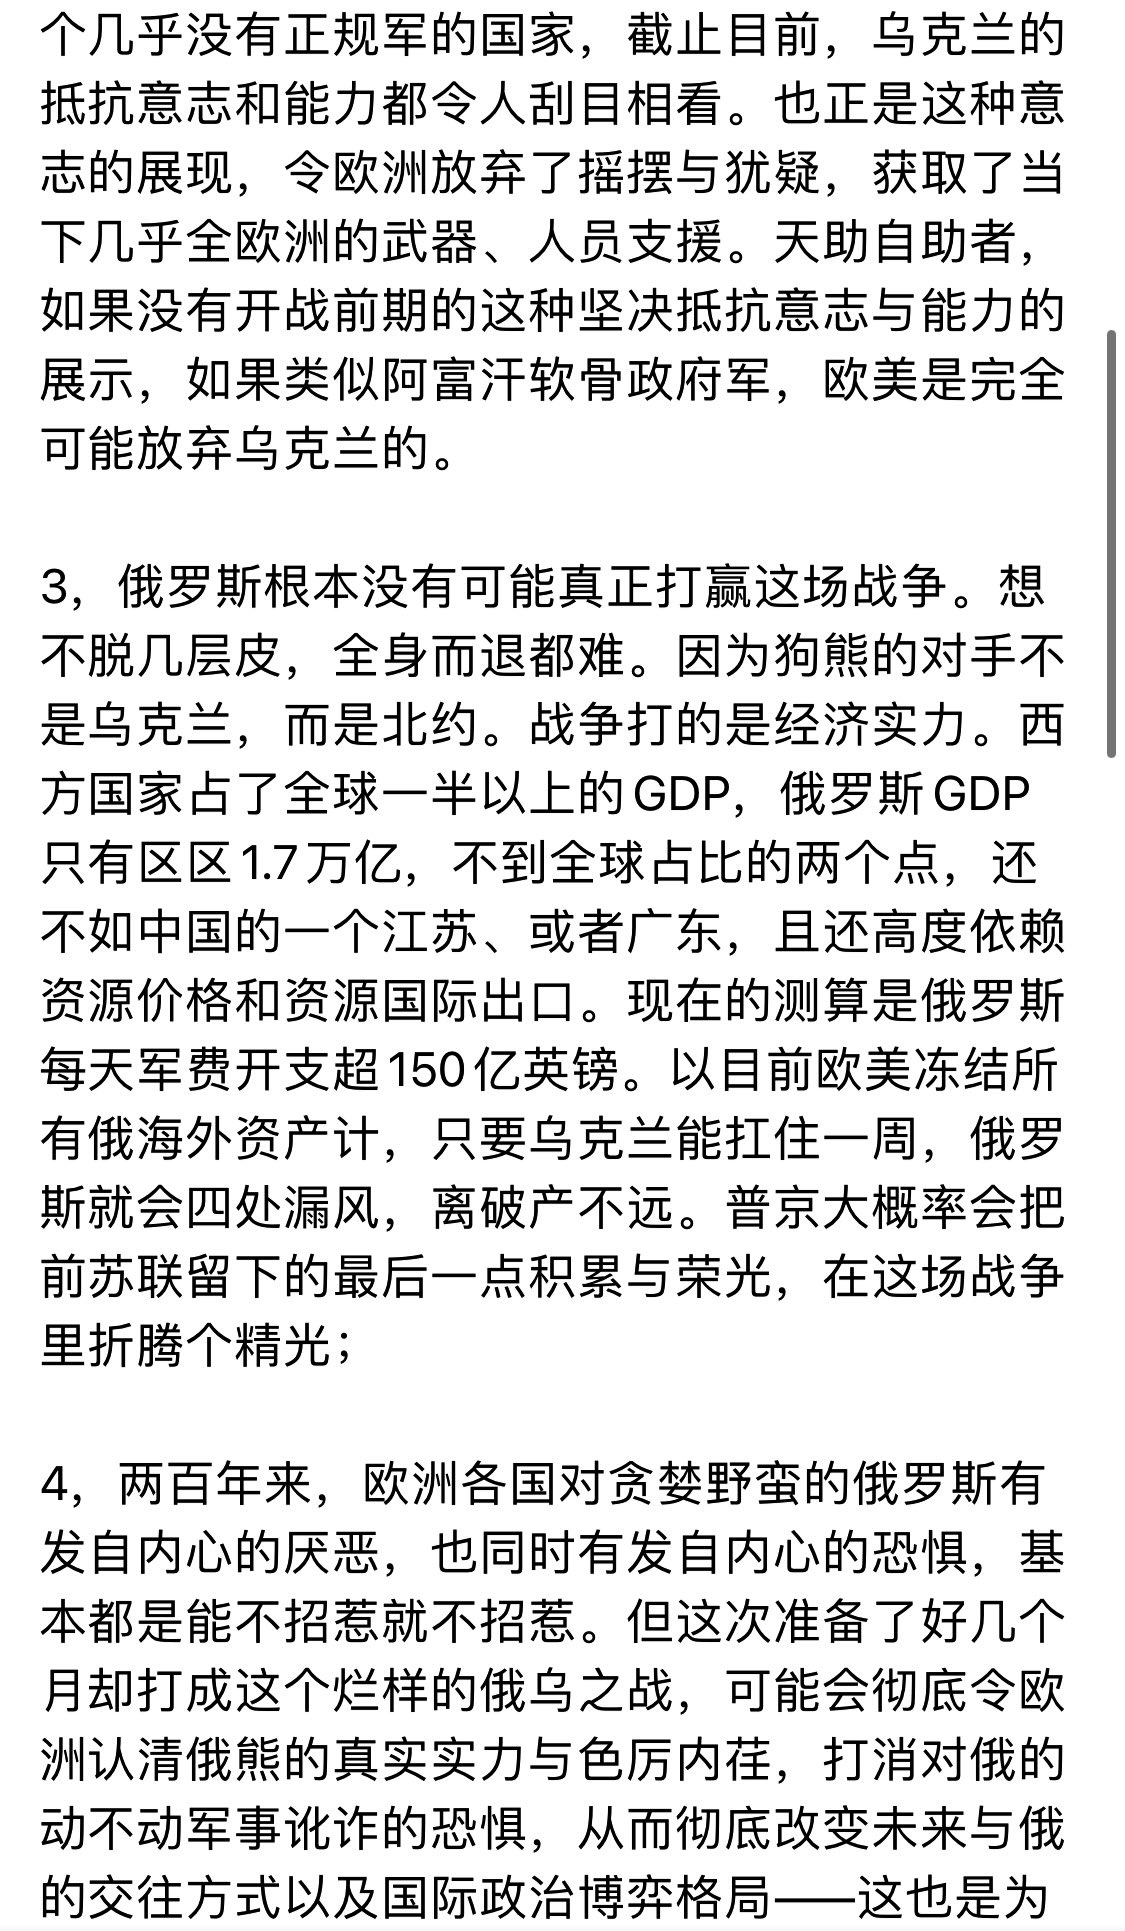 个几乎没有正规军的国家，截止目前，乌克兰的
抵抗意志和能力都令人刮目相看。也正是这种意
志的展现，令欧洲放弃了摇摆与犹疑，获取了当
下几乎全欧洲的武器、人员支援。天助自助者，
如果没有开战前期的这种坚决抵抗意志与能力的
展示，如果类似阿富汗软骨政府军，欧美是完全
可能放弃乌克兰的。
3，俄罗斯根本没有可能真正打赢这场战争。想
不脱几层皮，全身而退都难。因为狗熊的对手不
是乌克兰，而是北约。战争打的是经济实力。西
方国家占了全球一半以上的GDP，俄罗斯GDP
只有区区1.7万亿，不到全球占比的两个点，还
不如中国的一个江苏、或者广东，且还高度依赖
资源价格和资源国际出口。现在的测算是俄罗斯
每天军费开支超150亿英镑。以目前欧美冻结所
有俄海外资产计，只要乌克兰能扛住一周，俄罗
斯就会四处漏风，离破产不远。普京大概率会把
前苏联留下的最后一点积累与荣光，在这场战争
里折腾个精光；
4，两百年来，欧洲各国对贪婪野蛮的俄罗斯有
发自内心的厌恶，也同时有发自内心的恐惧，基
本都是能不招惹就不招惹。但这次准备了好几个
月却打成这个烂样的俄乌之战，可能会彻底令欧
洲认清俄熊的真实实力与色厉内荏，打消对俄的
动不动军事讹诈的恐惧，从而彻底改变未来与俄
的交往方式以及国际政治博弈格局——这也是为